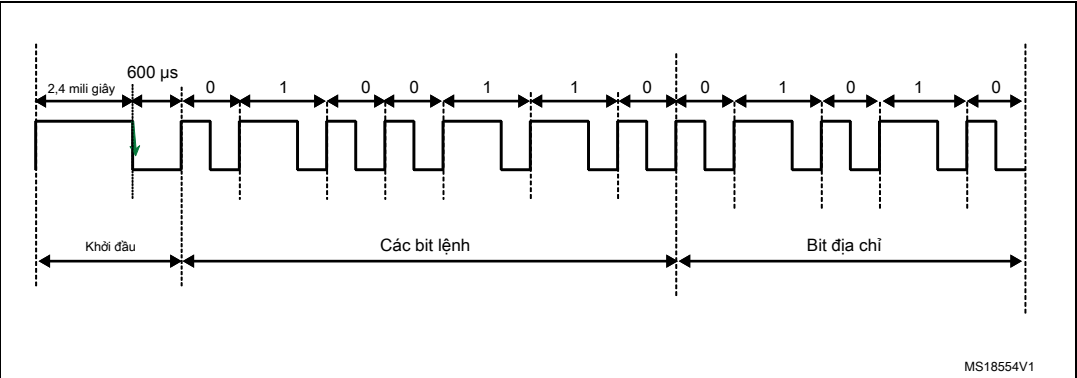 600 µs
2,4 mili giây 0 1 0 0 1 1 0 0 1 0 1 0
Khởi đầu Các bit lệnh Bit địa chỉ
MS18554V1